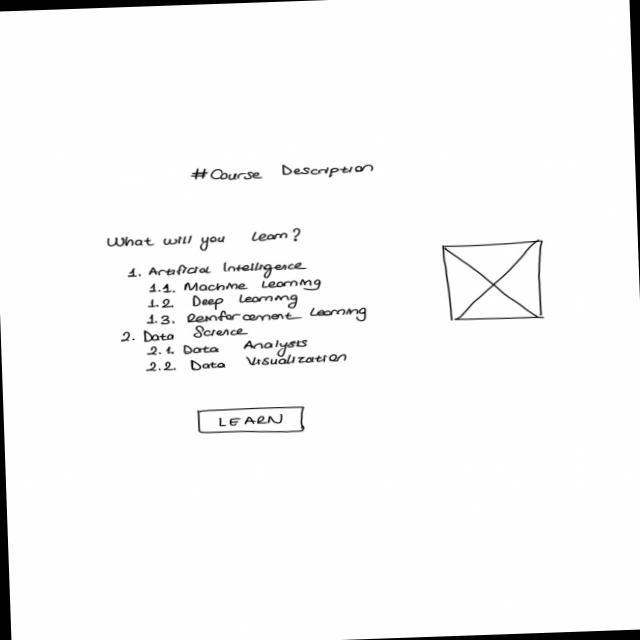 #Course Description
What will you learn?
1. Artificial Intelligence
1.1. Machine Learning
1.2 Deep Learning
1.3. Reinforcement Learning
2. Data Science
2.1. Data Analysis
2.2. Data Visualization
LEARN